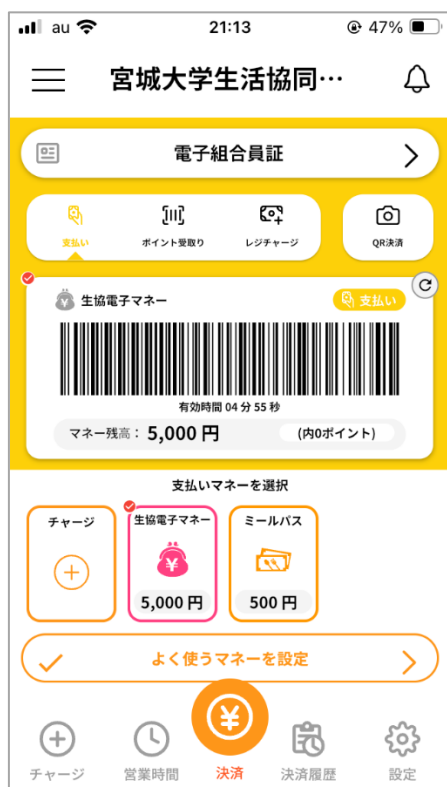 au 21:13 47%
宮城大学生活協同…
電子組合員証
支払い ポイント受取り レジチャージ QR決済
生協電子マネー 支払い
有効時間 04 分 55 秒
マネー残高： 5,000 円 (内0ポイント)
支払いマネーを選択
チャージ 生協電子マネー ミールパス
5,000 円 500 円
よく使うマネーを設定
チャージ 営業時間 決済 決済履歴 設定